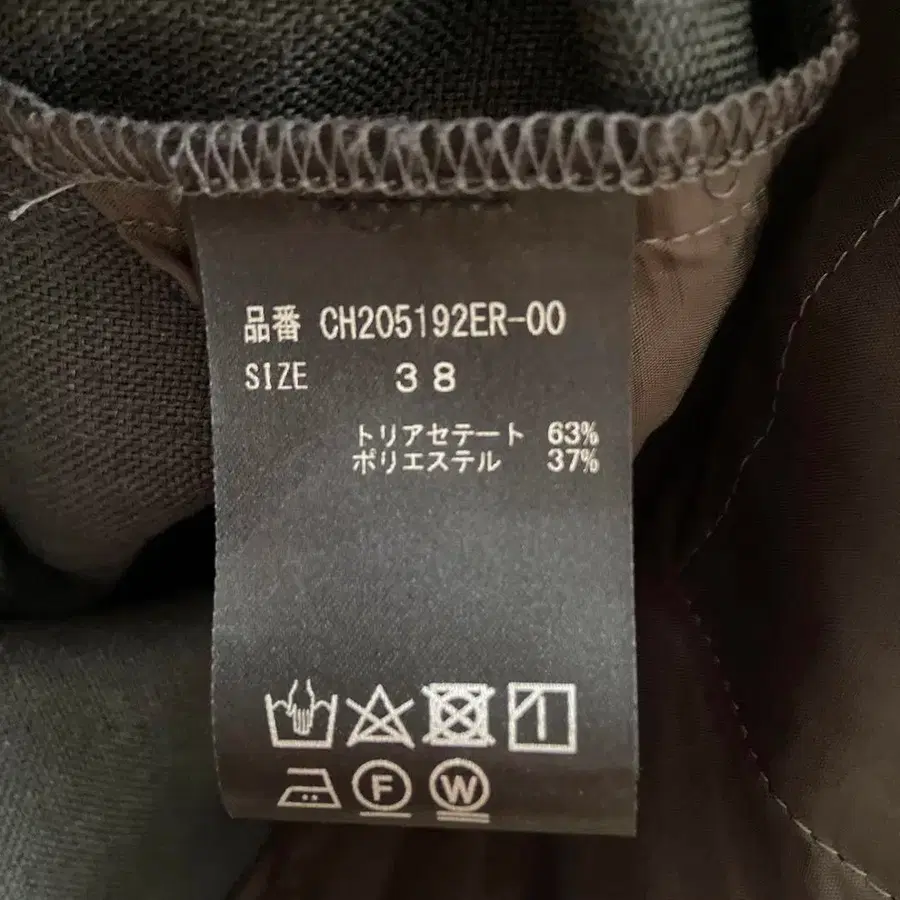 品番 CH205192ER-00
SIZE 38
トリアセテート 63%
ポリエステル 37%
F W